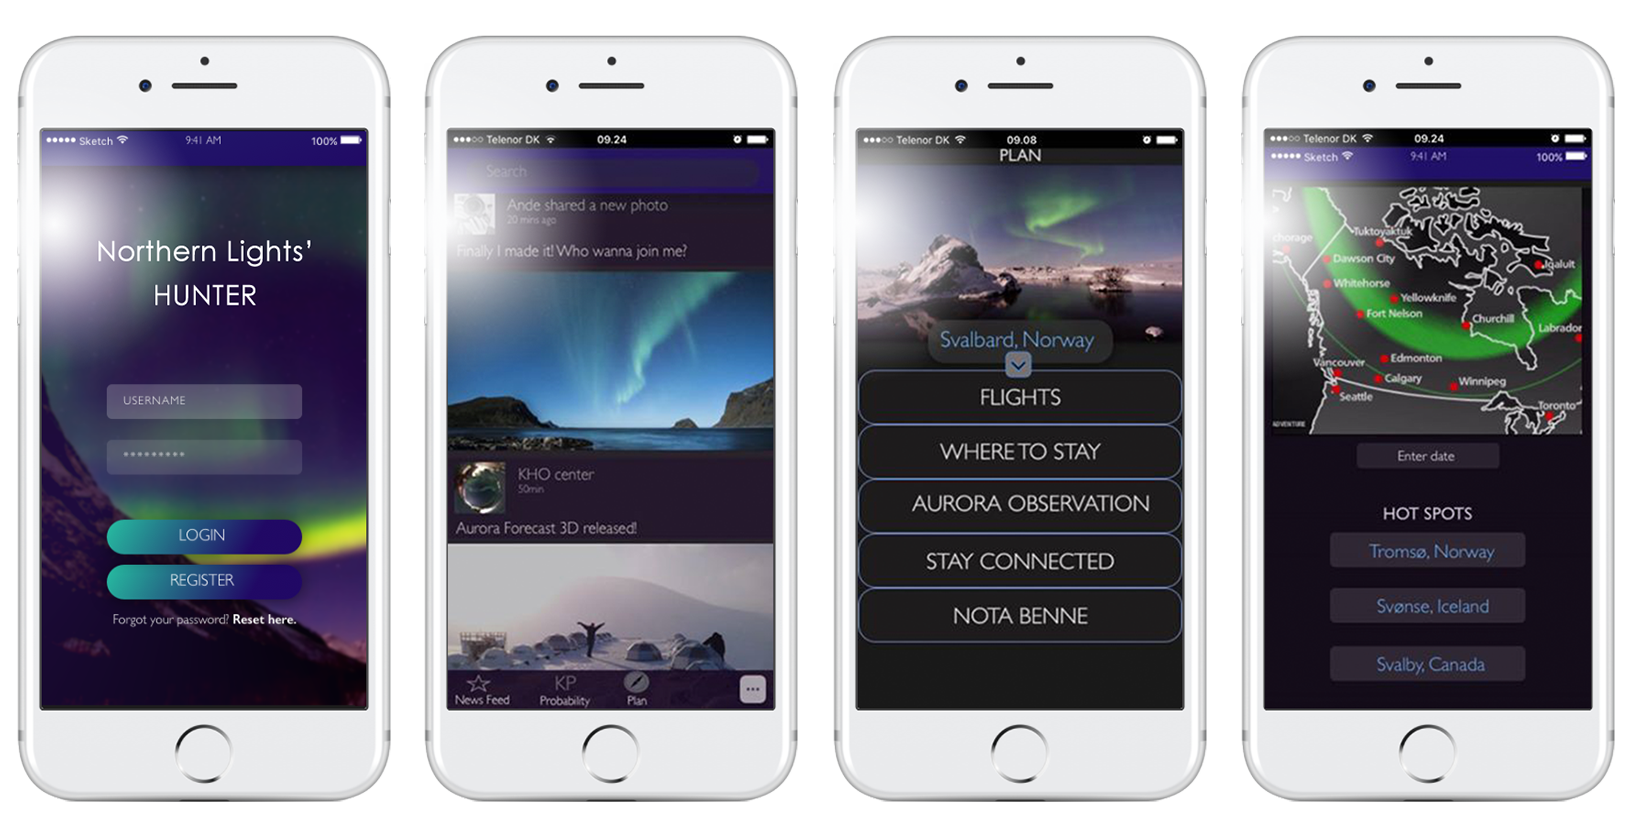 Sketch 9:41 AM 100%
Northern Lights’
HUNTER
USERNAME
*********
LOGIN
REGISTER
Forgot your password? Reset here.
Telenor DK 09.24
Search
Ande shared a new photo
20 mins ago
Finally I made it! Who wanna join me?
KHO center
50min
Aurora Forecast 3D released!
News Feed
KP
Probability
Plan
Telenor DK 09.08
PLAN
Svalbard, Norway
FLIGHTS
WHERE TO STAY
AURORA OBSERVATION
STAY CONNECTED
NOTA BENNE
Telenor DK 09.24
Sketch 9:41 AM 100%
Tuktoyaktuk
chorage
Dawson City
Iqaluit
Whitehorse
Yellowknife
Fort Nelson
Churchill
Labrador
Vancouver
Edmonton
Calgary
Winnipeg
Seattle
Toronto
ADVENTURE
Enter date
HOT SPOTS
Tromsø, Norway
Svønse, Iceland
Svalby, Canada